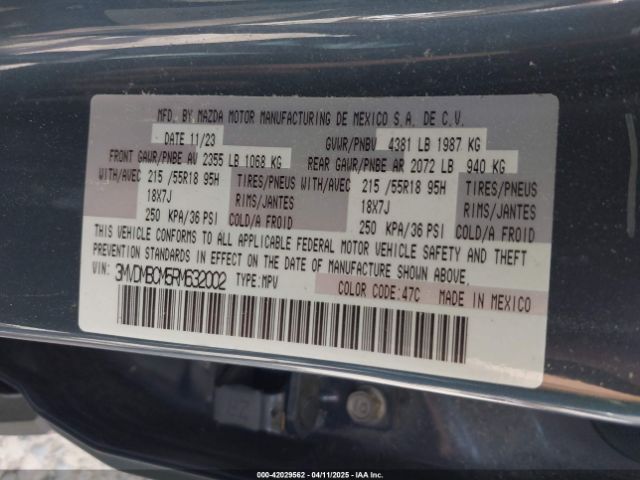 MFD. BY MAZDA MOTOR MANUFACTURING DE MEXICO S.A. DE C.V.
DATE 11/23 GVWR/PNBV 4381 LB 1987 KG
FRONT GAWR/PNBE AV 2355 LB 1068 KG REAR GAWR/PNBE AR 2072 LB 940 KG
WITH/AVEC 215 /55R18 95H TIRES/PNEUS WITH/AVEC 215 /55R18 95H TIRES/PNEUS
18X7J RIMS/JANTES 18X7J RIMS/JANTES
250 KPA/36 PSI COLD/A FROID 250 KPA/36 PSI COLD/A FROID
THIS VEHICLE CONFORMS TO ALL APPLICABLE FEDERAL MOTOR VEHICLE SAFETY AND THEFT
PREVENTION STANDARDS IN EFFECT ON THE DATE OF MANUFACTURE SHOWN ABOVE.
VIN: 3MVDMBCM5RM632002 TYPE:MPV COLOR CODE:47C MADE IN MEXICO
000-42029562 04/11/2025 IAAI, Inc.